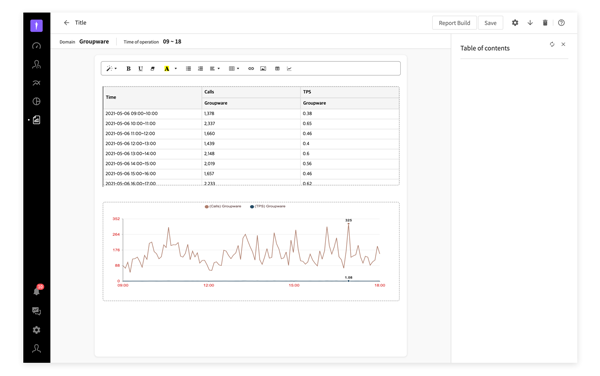 Title
Report Build
Save
Domain Groupware Time of operation 09 ~ 18
Table of contents
B U A
Time Calls TPS
Groupware Groupware
2021-05-06 09:00~10:00 1,378 0.38
2021-05-06 10:00~11:00 2,337 0.65
2021-05-06 11:00~12:00 1,660 0.46
2021-05-06 12:00~13:00 1,439 0.4
2021-05-06 13:00~14:00 2,148 0.6
2021-05-06 14:00~15:00 2,019 0.56
2021-05-06 15:00~16:00 1,657 0.46
2021-05-06 16:00~17:00 2,233 0.62
(Calls) Groupware (TPS) Groupware
352
264
176
88
0
325
1.08
09:00 12:00 15:00 18:00